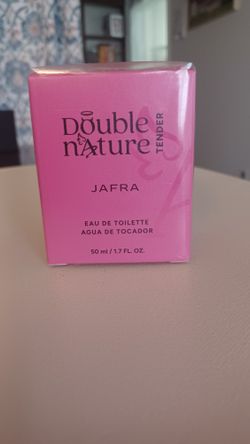 Double
nAture
TENDER
JAFRA
EAU DE TOILETTE
AGUA DE TOCADOR
50 ml / 1.7 FL. OZ.